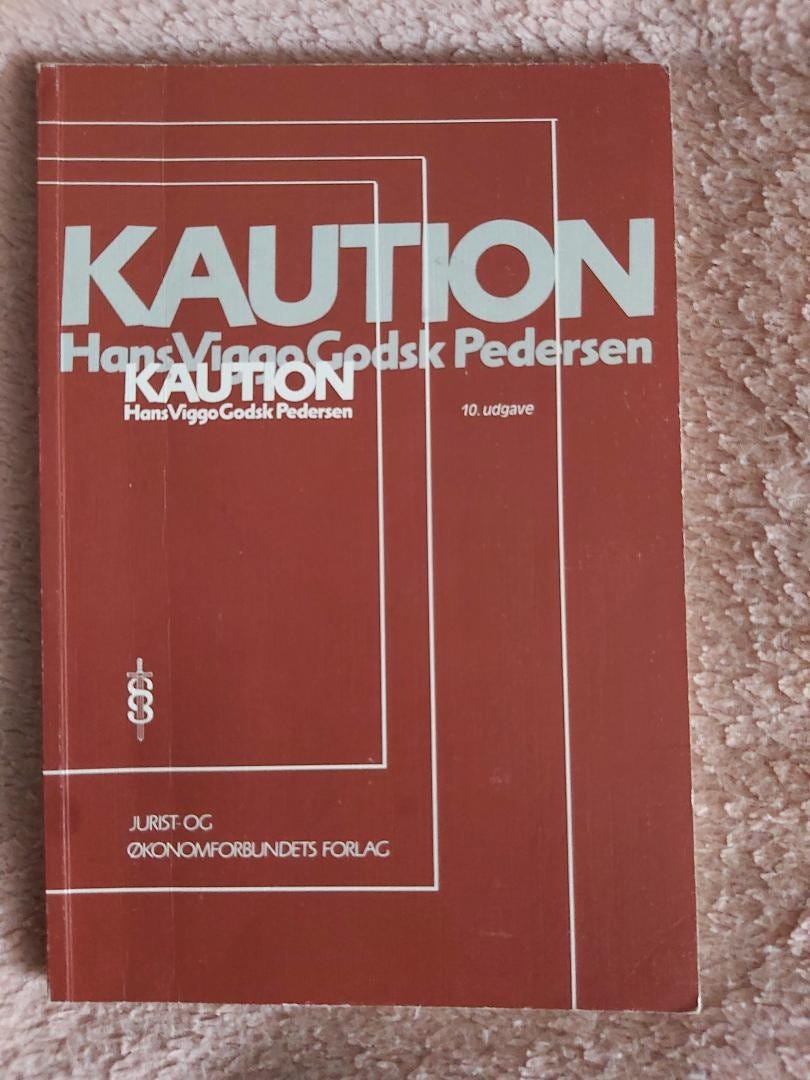 KAUTION
Hans Viggo Godsk Pedersen
KAUTION
Hans Viggo Godsk Pedersen
10. udgave
JURIST- OG
ØKONOMFORBUNDETS FORLAG